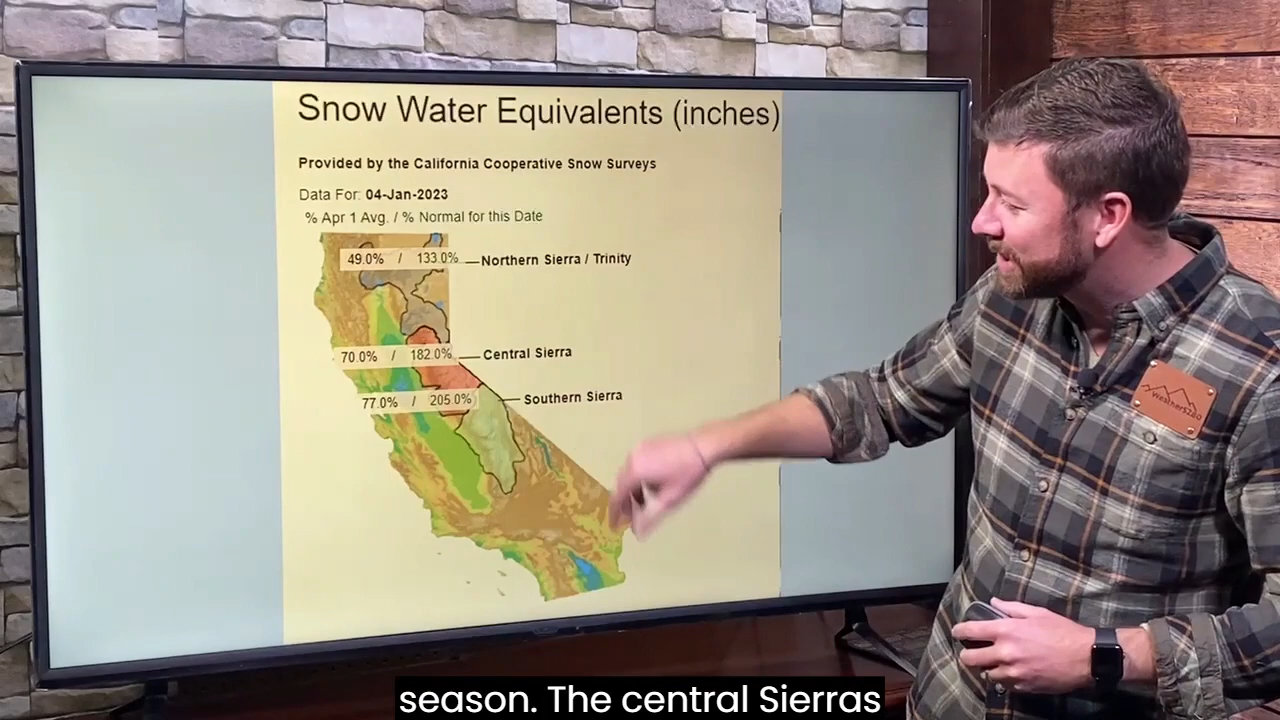 Snow Water Equivalents (inches)
Provided by the California Cooperative Snow Surveys
Data For: 04-Jan-2023
% Apr 1 Avg. / % Normal for this Date
49.0% / 133.0% Northern Sierra / Trinity
70.0% / 182.0% Central Sierra
77.0% / 205.0% Southern Sierra
Weather5280
season. The central Sierras